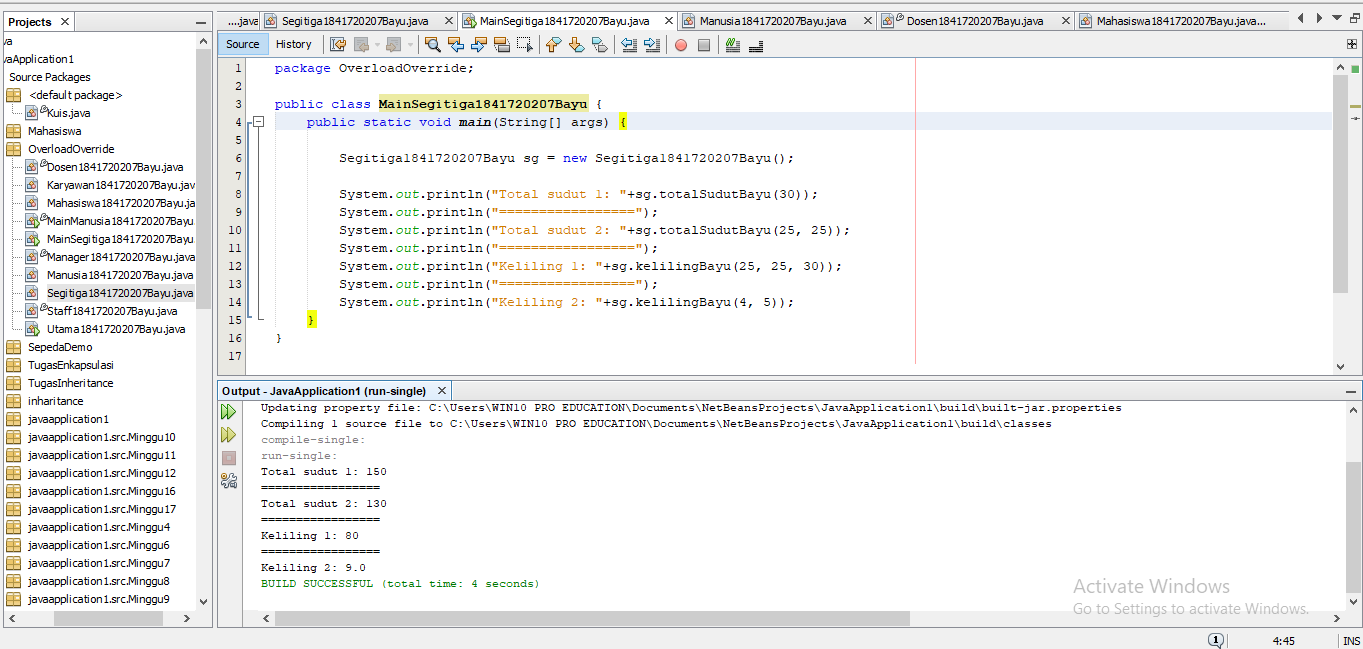 Projects
....java
Segitiga1841720207Bayu.java
MainSegitiga1841720207Bayu.java
Manusia1841720207Bayu.java
Dosen1841720207Bayu.java
Mahasiswa1841720207Bayu.java...
va
vaApplication1
Source Packages
<default package>
Kuis.java
Mahasiswa
OverloadOverride
Dosen1841720207Bayu.java
Karyawan1841720207Bayu.jav
Mahasiswa1841720207Bayu.ja
MainManusia1841720207Bayu
MainSegitiga1841720207Bayu
Manager1841720207Bayu.java
Manusia1841720207Bayu.java
Segitiga1841720207Bayu.java
Staff1841720207Bayu.java
Utama1841720207Bayu.java
SepedaDemo
TugasEnkapsulasi
TugasInheritance
inharitance
javaapplication1
javaapplication1.src.Minggu10
javaapplication1.src.Minggu11
javaapplication1.src.Minggu12
javaapplication1.src.Minggu16
javaapplication1.src.Minggu17
javaapplication1.src.Minggu4
javaapplication1.src.Minggu6
javaapplication1.src.Minggu7
javaapplication1.src.Minggu8
javaapplication1.src.Minggu9
Source History
1 package OverloadOverride;
2
3 public class MainSegitiga1841720207Bayu {
4 public static void main(String[] args) {
5
6 Segitiga1841720207Bayu sg = new Segitiga1841720207Bayu();
7
8 System.out.println("Total sudut 1: "+sg.totalSudutBayu(30));
9 System.out.println("=================");
10 System.out.println("Total sudut 2: "+sg.totalSudutBayu(25, 25));
11 System.out.println("=================");
12 System.out.println("Keliling 1: "+sg.kelilingBayu(25, 25, 30));
13 System.out.println("=================");
14 System.out.println("Keliling 2: "+sg.kelilingBayu(4, 5));
15 }
16 }
17
Output - JavaApplication1 (run-single)
Updating property file: C:\Users\WIN10 PRO EDUCATION\Documents\NetBeansProjects\JavaApplication1\build\built-jar.properties
Compiling 1 source file to C:\Users\WIN10 PRO EDUCATION\Documents\NetBeansProjects\JavaApplication1\build\classes
compile-single:
run-single:
Total sudut 1: 150
=================
Total sudut 2: 130
=================
Keliling 1: 80
=================
Keliling 2: 9.0
BUILD SUCCESSFUL (total time: 4 seconds)
Activate Windows
Go to Settings to activate Windows.
1
4:45
INS